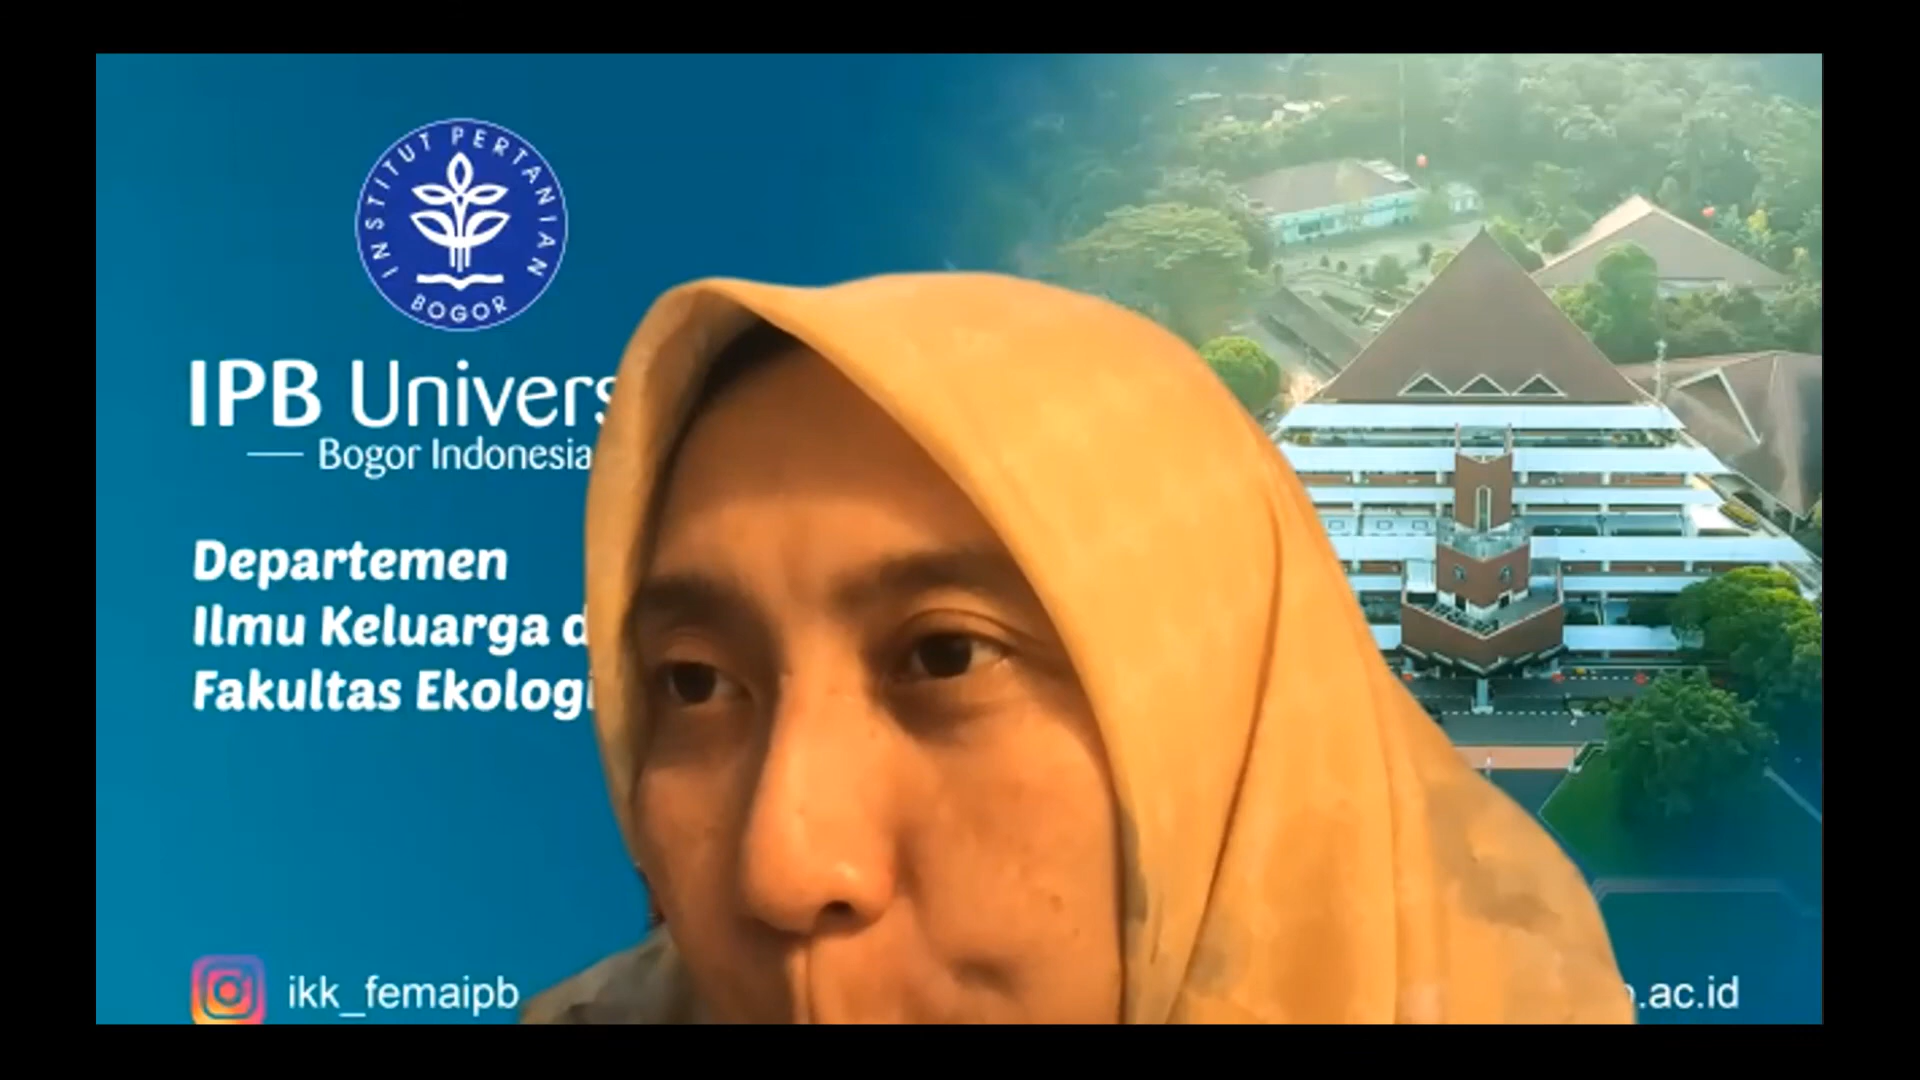 INSTITUT PERTANIAN
BOGOR
IPB Univers
Bogor Indonesia
Departemen
Ilmu Keluarga d
Fakultas Ekologi
ikk_femaipb
.ac.id